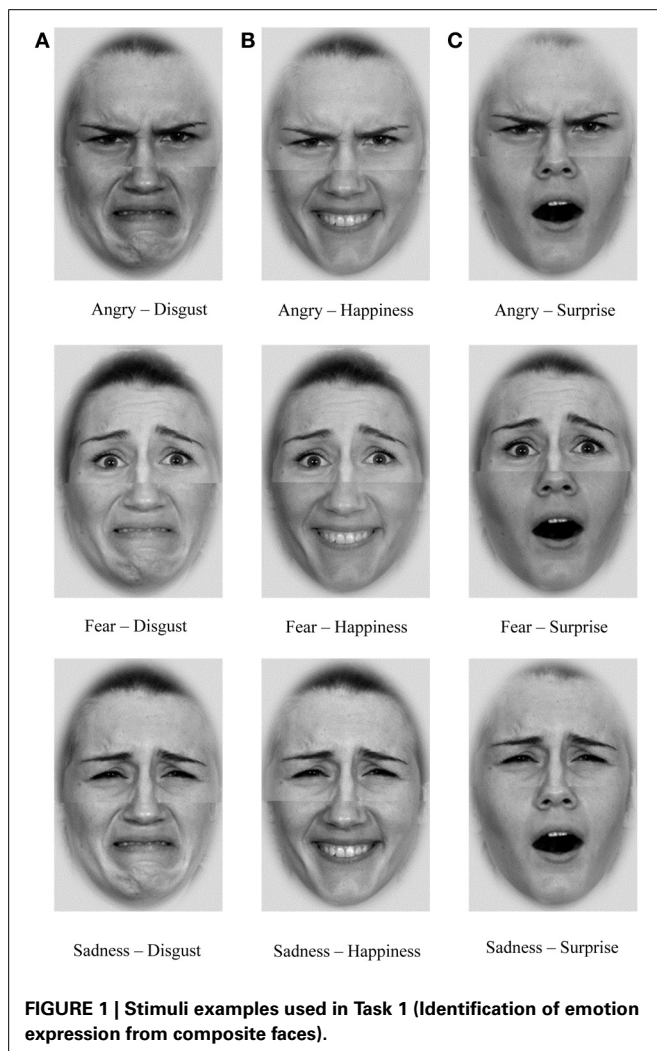 A B C
Angry – Disgust Angry – Happiness Angry – Surprise
Fear – Disgust Fear – Happiness Fear – Surprise
Sadness – Disgust Sadness – Happiness Sadness – Surprise
FIGURE 1 | Stimuli examples used in Task 1 (Identification of emotion
expression from composite faces).